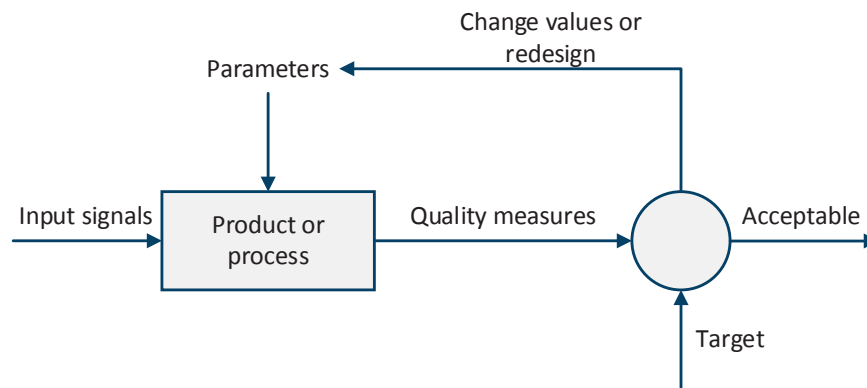 Change values or
redesign
Parameters
Input signals
Product or
process
Quality measures
Acceptable
Target